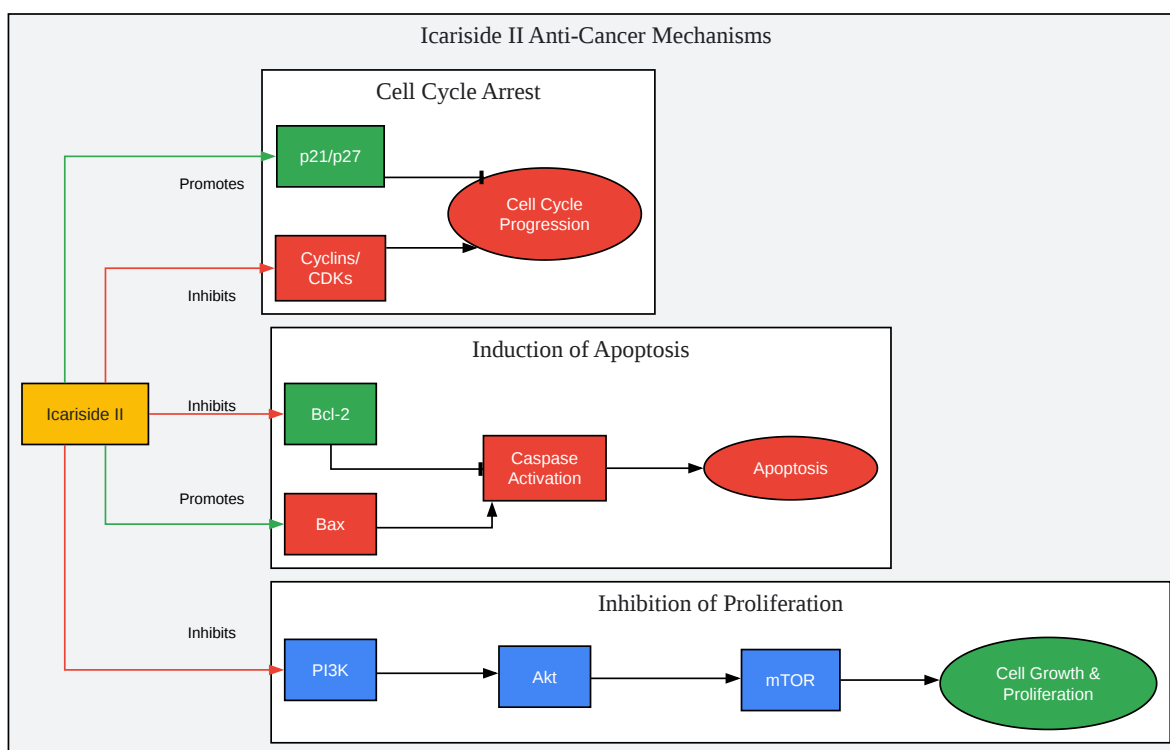 Icariside II Anti-Cancer Mechanisms
Cell Cycle Arrest
p21/p27
Promotes
Cell Cycle
Progression
Cyclins/
CDKs
Inhibits
Induction of Apoptosis
Icariside II
Inhibits
Bcl-2
Caspase
Activation
Apoptosis
Promotes
Bax
Inhibition of Proliferation
Inhibits
PI3K
Akt
mTOR
Cell Growth &
Proliferation